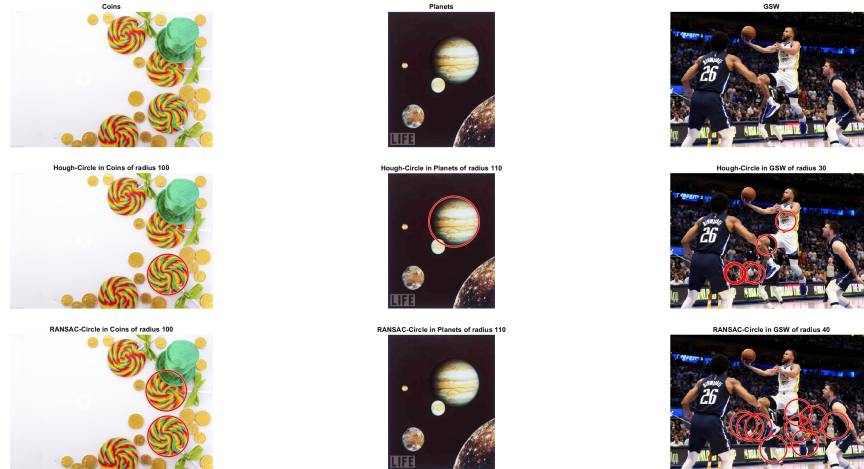 Coins
Planets
GSW
26
LIFE
Hough-Circle in Coins of radius 100
Hough-Circle in Planets of radius 110
Hough-Circle in GSW of radius 30
26
LIFE
RANSAC-Circle in Coins of radius 100
RANSAC-Circle in Planets of radius 110
RANSAC-Circle in GSW of radius 40
26
LIFE